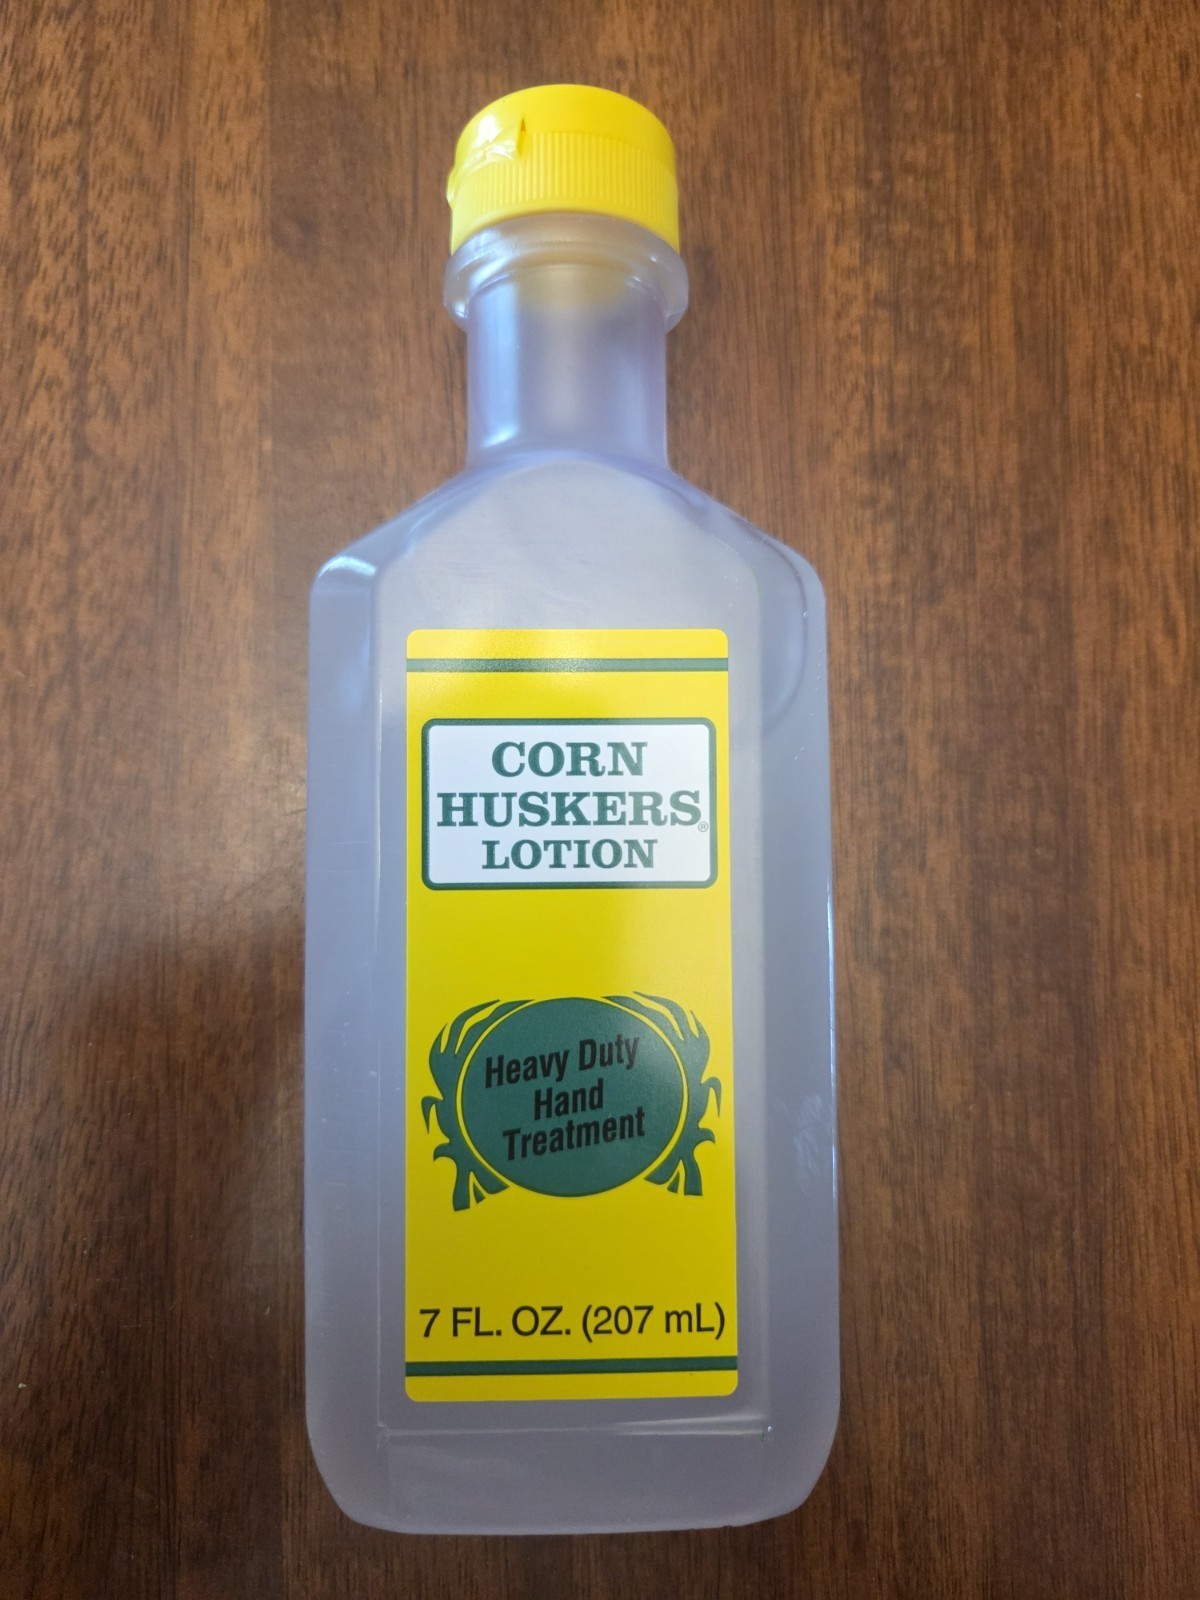 CORN
HUSKERS®
LOTION
Heavy Duty
Hand
Treatment
7 FL. OZ. (207 mL)